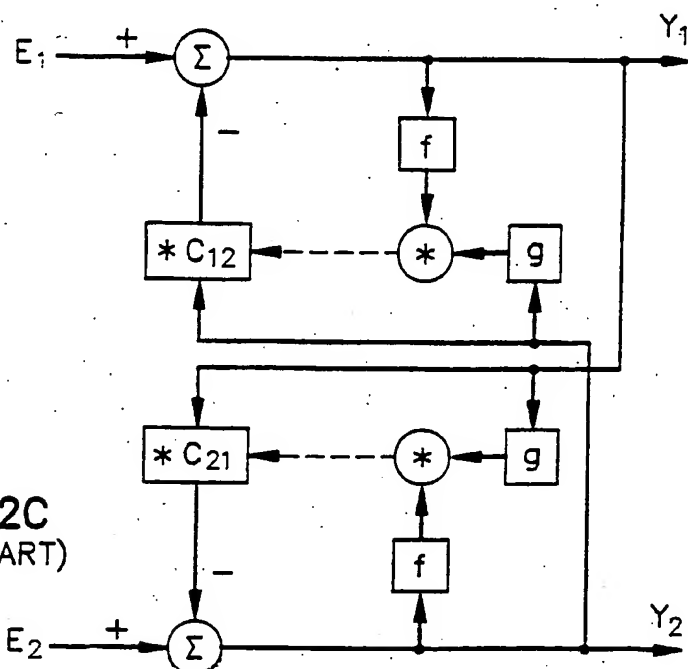 E₁ + Σ Y₁
−
f
* C₁₂ * g
* C₂₁ * g
2C
ART)
f
−
E₂ + Σ Y₂